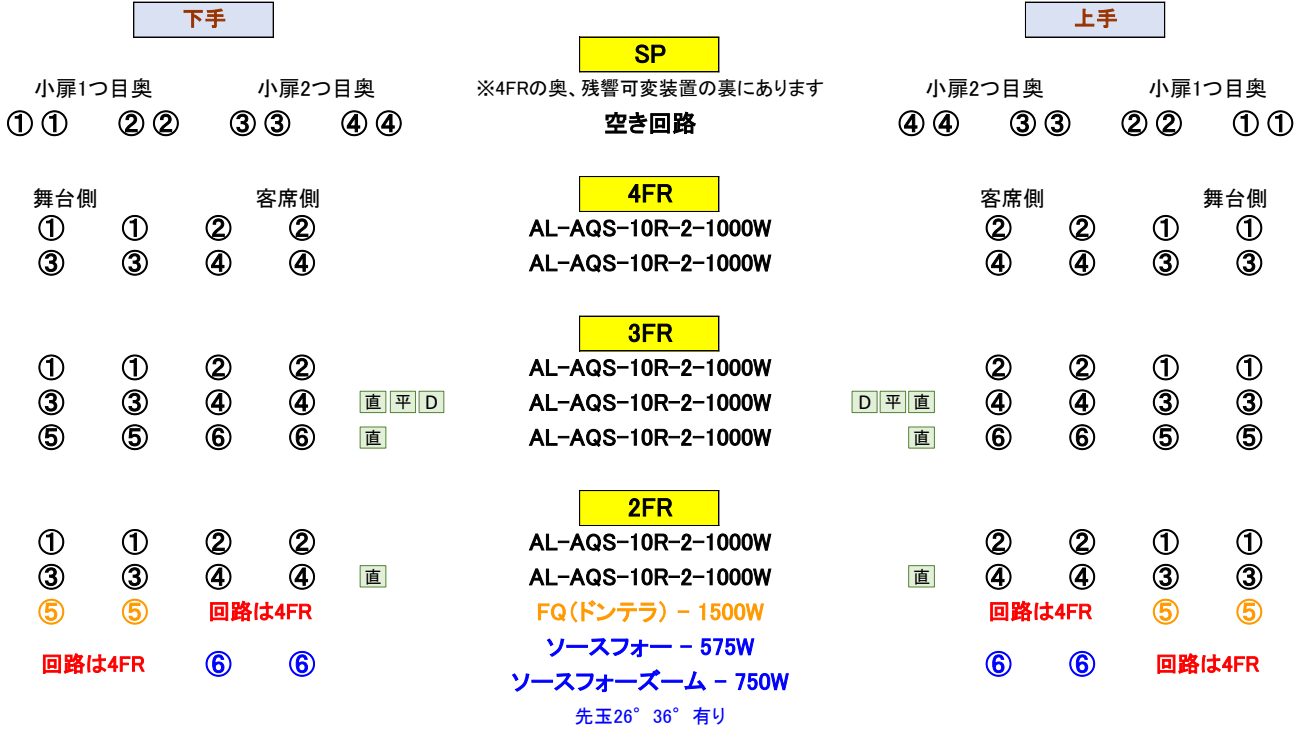 下手 上手
SP
小扉1つ目奥 小扉2つ目奥 ※4FRの奥、残響可変装置の裏にあります 小扉2つ目奥 小扉1つ目奥
①① ②② ③③ ④④ 空き回路 ④④ ③③ ②② ①①
舞台側 客席側 4FR 客席側 舞台側
① ① ② ② AL-AQS-10R-2-1000W ② ② ① ①
③ ③ ④ ④ AL-AQS-10R-2-1000W ④ ④ ③ ③
3FR
① ① ② ② AL-AQS-10R-2-1000W ② ② ① ①
③ ③ ④ ④ 直 平 D AL-AQS-10R-2-1000W D 平 直 ④ ④ ③ ③
⑤ ⑤ ⑥ ⑥ 直 AL-AQS-10R-2-1000W 直 ⑥ ⑥ ⑤ ⑤
2FR
① ① ② ② AL-AQS-10R-2-1000W ② ② ① ①
③ ③ ④ ④ 直 AL-AQS-10R-2-1000W 直 ④ ④ ③ ③
⑤ ⑤ 回路は4FR FQ(ドンテラ) - 1500W 回路は4FR ⑤ ⑤
ソースフォー - 575W
回路は4FR ⑥ ⑥ ⑥ ⑥ 回路は4FR
ソースフォーズーム - 750W
先玉26° 36° 有り